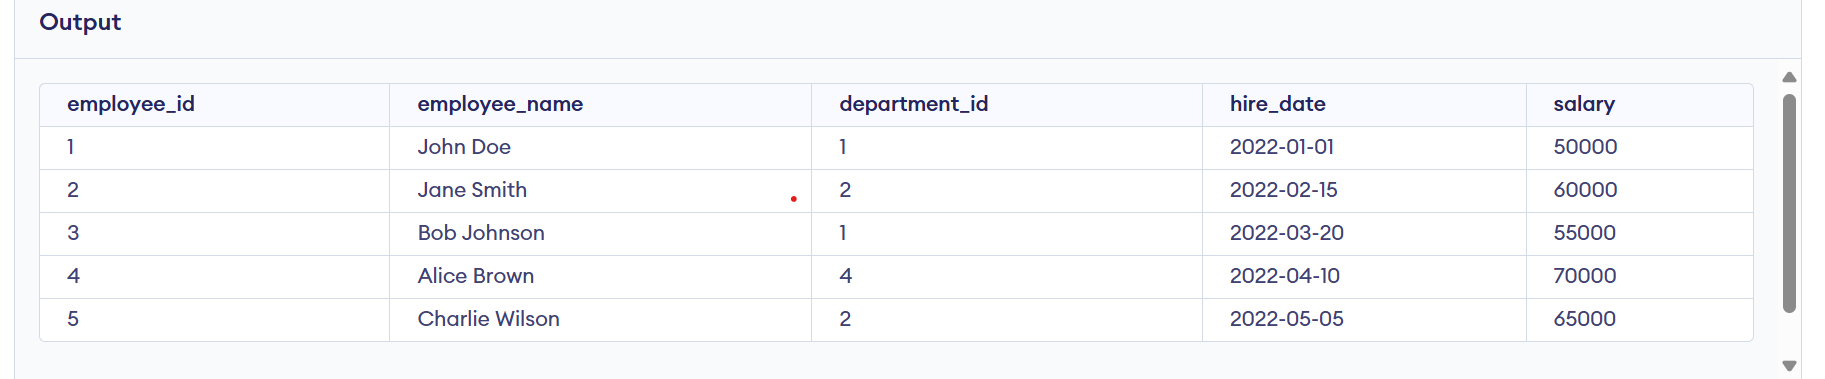 Output
employee_id employee_name department_id hire_date salary
1 John Doe 1 2022-01-01 50000
2 Jane Smith 2 2022-02-15 60000
3 Bob Johnson 1 2022-03-20 55000
4 Alice Brown 4 2022-04-10 70000
5 Charlie Wilson 2 2022-05-05 65000